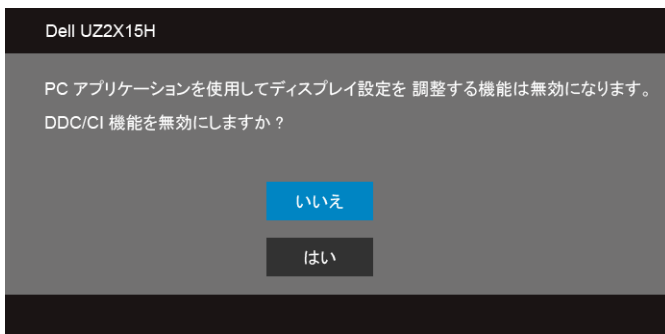 Dell UZ2X15H
PC アプリケーションを使用してディスプレイ設定を 調整する機能は無効になります。
DDC/CI 機能を無効にしますか？
いいえ
はい